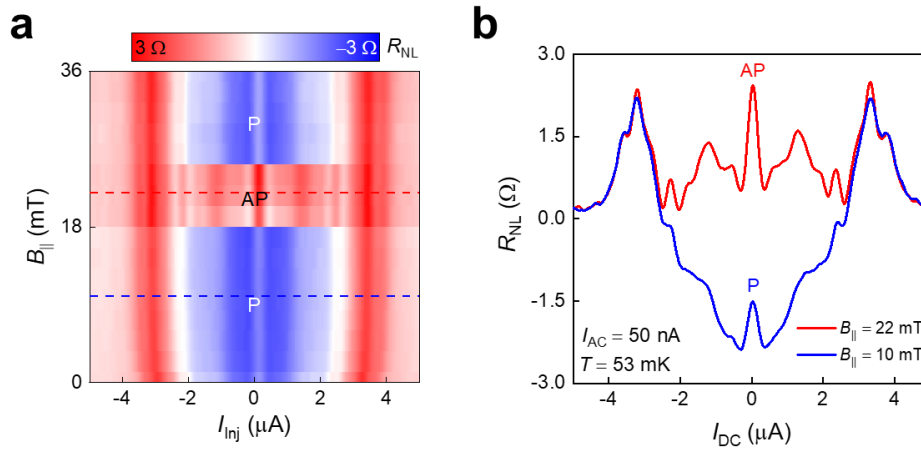 a
3 Ω
−3 Ω
R_NL
36
18
0
B_|| (mT)
P
AP
P
-4
-2
0
2
4
I_Inj (μA)
b
3.0
1.5
0.0
-1.5
-3.0
R_NL (Ω)
AP
P
I_AC = 50 nA
T = 53 mK
B_|| = 22 mT
B_|| = 10 mT
-4
-2
0
2
4
I_DC (μA)